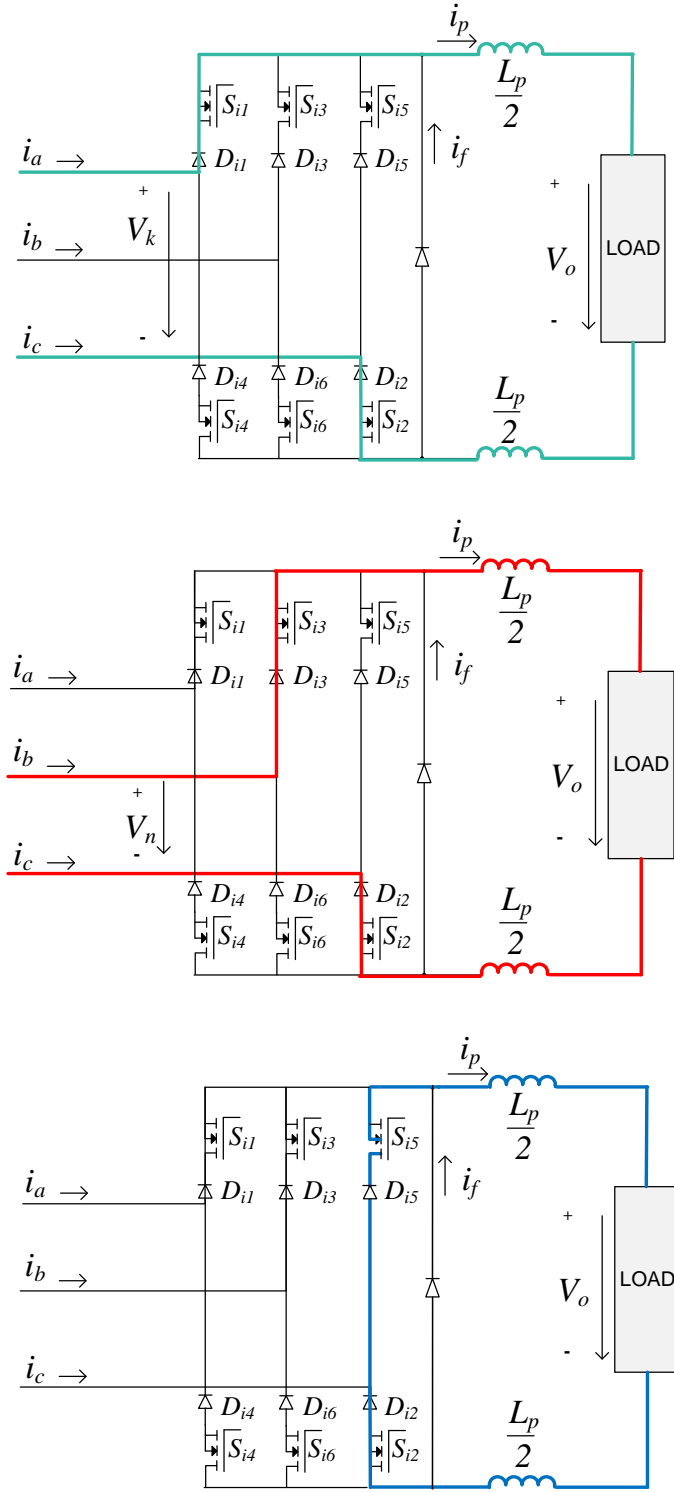 i_p
L_p
2
S_i1 S_i3 S_i5
i_a D_i1 D_i3 D_i5 i_f
+ +
V_k
i_b LOAD
V_o
- -
i_c
D_i4 D_i6 D_i2
L_p
2
S_i4 S_i6 S_i2
i_p
L_p
2
S_i1 S_i3 S_i5
i_a D_i1 D_i3 D_i5 i_f
+
i_b LOAD
+ V_o
V_n
- -
i_c
D_i4 D_i6 D_i2
L_p
2
S_i4 S_i6 S_i2
i_p
L_p
2
S_i1 S_i3 S_i5
i_a D_i1 D_i3 D_i5 i_f
+
i_b LOAD
V_o
-
i_c
D_i4 D_i6 D_i2
L_p
2
S_i4 S_i6 S_i2